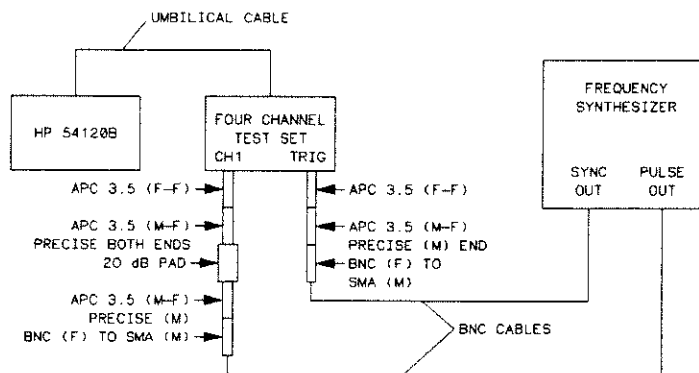 UMBILICAL CABLE
HP 54120B
FOUR CHANNEL
TEST SET
CH1 TRIG
FREQUENCY
SYNTHESIZER
SYNC OUT
PULSE OUT
APC 3.5 (F-F)
APC 3.5 (M-F)
PRECISE BOTH ENDS
20 dB PAD
APC 3.5 (M-F)
PRECISE (M)
BNC (F) TO SMA (M)
APC 3.5 (F-F)
APC 3.5 (M-F)
PRECISE (M) END
BNC (F) TO
SMA (M)
BNC CABLES